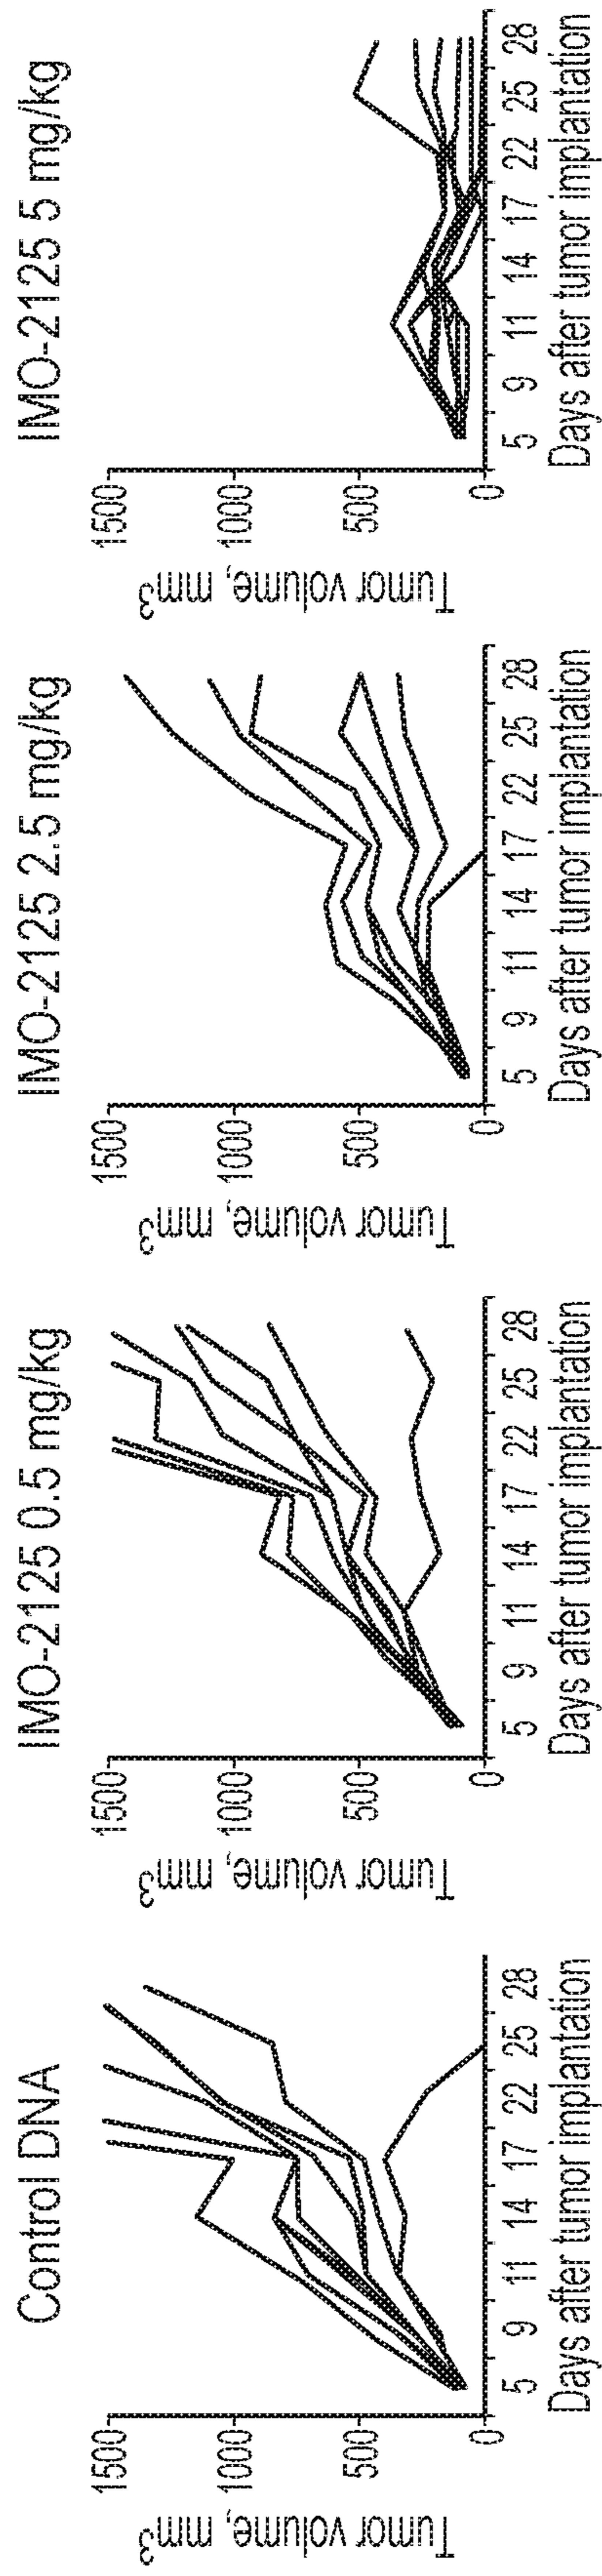 Control DNA
Tumor volume, mm³
1500
1000
500
0
5 9 11 14 17 22 25 28
Days after tumor implantation
IMO-2125 0.5 mg/kg
Tumor volume, mm³
1500
1000
500
0
5 9 11 14 17 22 25 28
Days after tumor implantation
IMO-2125 2.5 mg/kg
Tumor volume, mm³
1500
1000
500
0
5 9 11 14 17 22 25 28
Days after tumor implantation
IMO-2125 5 mg/kg
Tumor volume, mm³
1500
1000
500
0
5 9 11 14 17 22 25 28
Days after tumor implantation